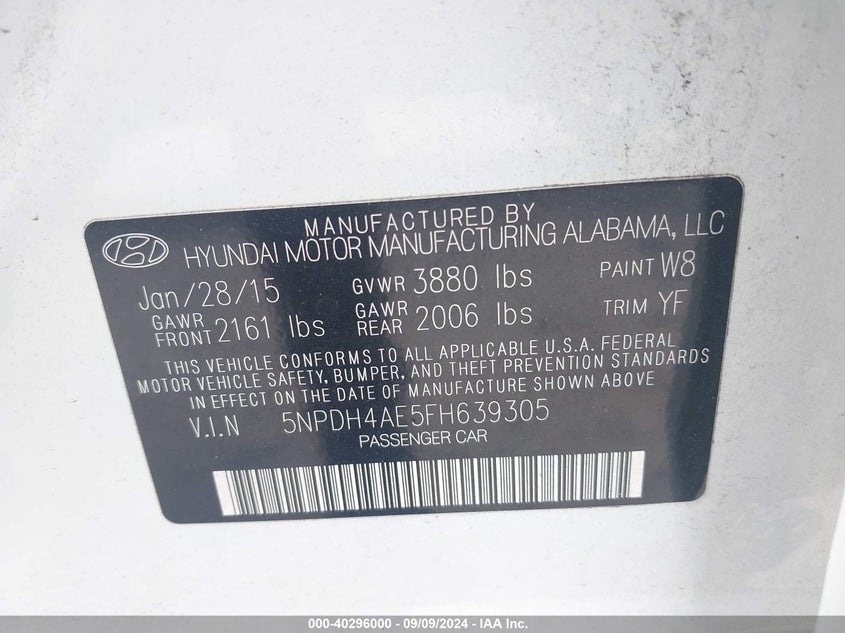 MANUFACTURED BY
HYUNDAI MOTOR MANUFACTURING ALABAMA, LLC
Jan/28/15 GVWR 3880 lbs PAINT W8
GAWR FRONT 2161 lbs GAWR REAR 2006 lbs TRIM YF
THIS VEHICLE CONFORMS TO ALL APPLICABLE U.S.A. FEDERAL
MOTOR VEHICLE SAFETY, BUMPER, AND THEFT PREVENTION STANDARDS
IN EFFECT ON THE DATE OF MANUFACTURE SHOWN ABOVE
V.I.N 5NPDH4AE5FH639305
PASSENGER CAR
000-40296000 - 09/09/2024 - IAA Inc.